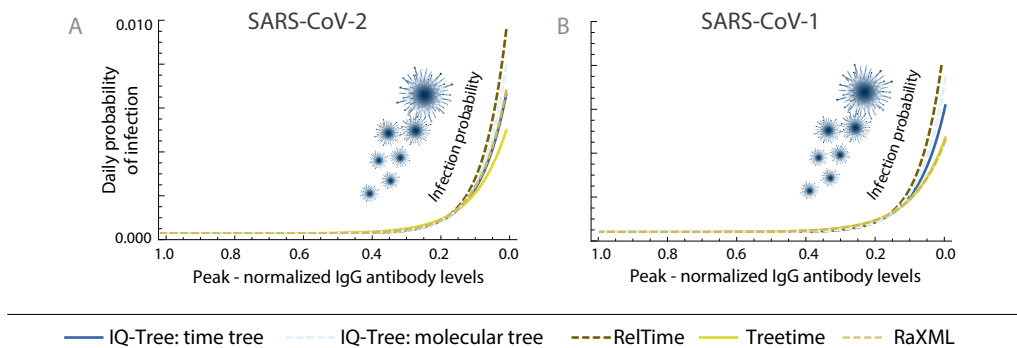 A
SARS-CoV-2
B
SARS-CoV-1
0.010
Daily probability
of infection
0.000
Infection probability
Infection probability
1.0 0.8 0.6 0.4 0.2 0.0
1.0 0.8 0.6 0.4 0.2 0.0
Peak - normalized IgG antibody levels
Peak - normalized IgG antibody levels
IQ-Tree: time tree IQ-Tree: molecular tree RelTime Treetime RaXML